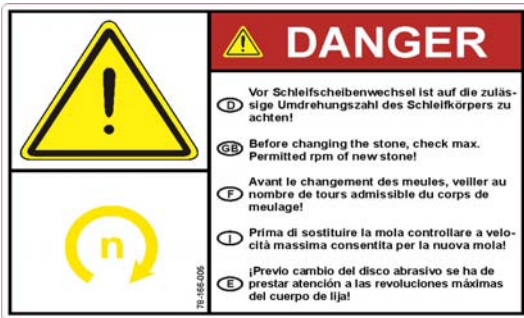 DANGER
D Vor Schleifscheibenwechsel ist auf die zuläs-
sige Umdrehungszahl des Schleifkörpers zu
achten!
GB Before changing the stone, check max.
Permitted rpm of new stone!
F Avant le changement des meules, veiller au
nombre de tours admissible du corps de
meulage!
I Prima di sostituire la mola controllare a velo-
cità massima consentita per la nuova mola!
E ¡Previo cambio del disco abrasivo se ha de
prestar atención a las revoluciones máximas
del cuerpo de lija!
n
78-166-005